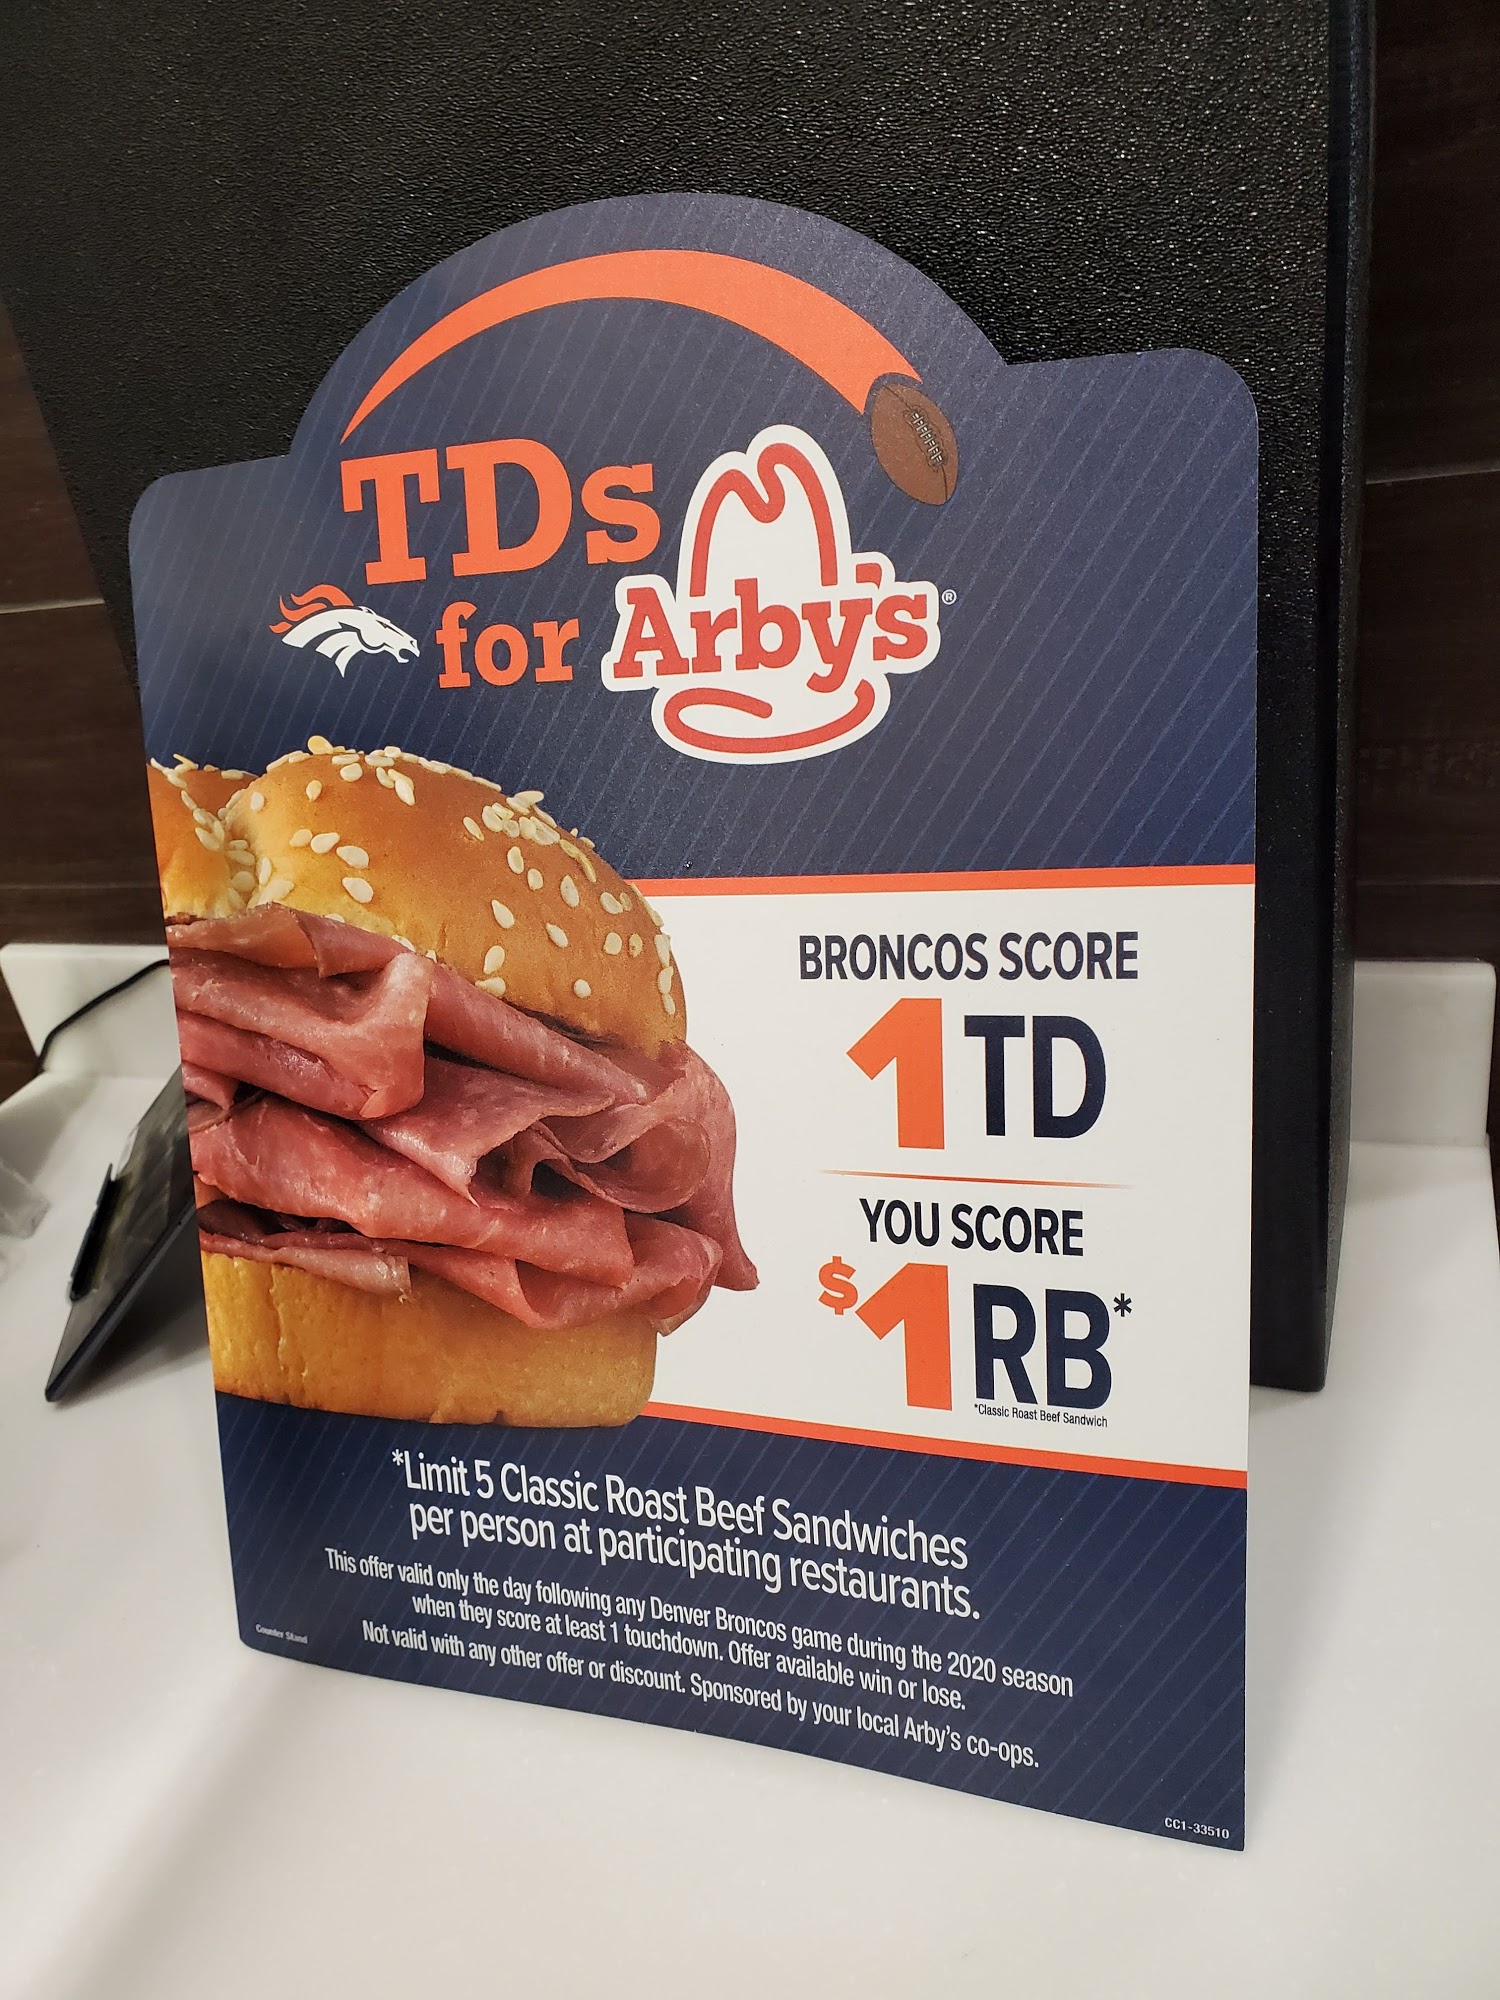 TDs
for Arby's®
BRONCOS SCORE
1 TD
YOU SCORE
$1 RB*
*Classic Roast Beef Sandwich
*Limit 5 Classic Roast Beef Sandwiches
per person at participating restaurants.
This offer valid only the day following any Denver Broncos game during the 2020 season
when they score at least 1 touchdown. Offer available win or lose.
Not valid with any other offer or discount. Sponsored by your local Arby's co-ops.
Counter Stand
CC1-33510